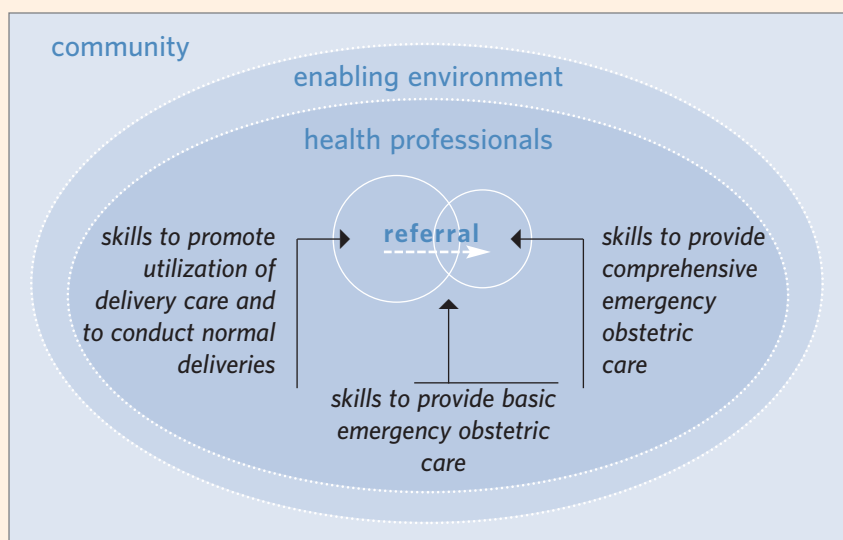 community
enabling environment
health professionals
referral
skills to promote
utilization of
delivery care and
to conduct normal
deliveries
skills to provide
comprehensive
emergency
obstetric
care
skills to provide basic
emergency obstetric
care